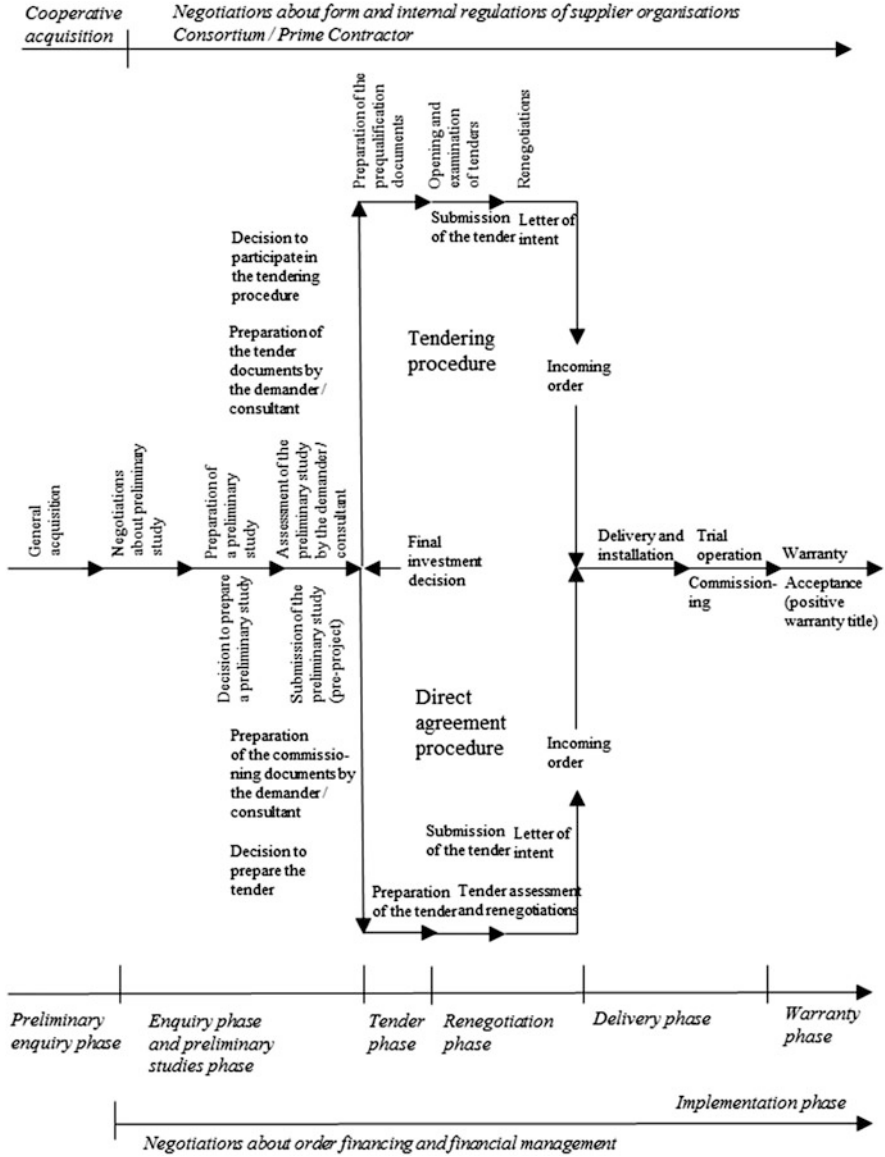 Cooperative
acquisition
Negotiations about form and internal regulations of supplier organisations
Consortium / Prime Contractor
Preparation of the
prequalification
documents
Opening and
examination
of tenders
Renegotiations
Submission
of the tender
Letter of
intent
Decision to
participate in
the tendering
procedure
Preparation of
the tender
documents by
the demander /
consultant
Tendering
procedure
Incoming
order
General
acquisition
Negotiations
about preliminary
study
Preparation of
a preliminary
study
Assessment of the
preliminary study
by the demander /
consultant
Final
investment
decision
Delivery and
installation
Trial
operation
Warranty
Commission-
ing
Acceptance
(positive
warranty title)
Decision to prepare
a preliminary study
Submission of the
preliminary study
(pre-project)
Direct
agreement
procedure
Preparation
of the commissio-
ning documents by
the demander /
consultant
Incoming
order
Decision to
prepare the
tender
Submission
of the tender
Letter of
intent
Preparation
of the tender
Tender assessment
and renegotiations
Preliminary
enquiry phase
Enquiry phase
and preliminary
studies phase
Tender
phase
Renegotiation
phase
Delivery phase
Warranty
phase
Implementation phase
Negotiations about order financing and financial management